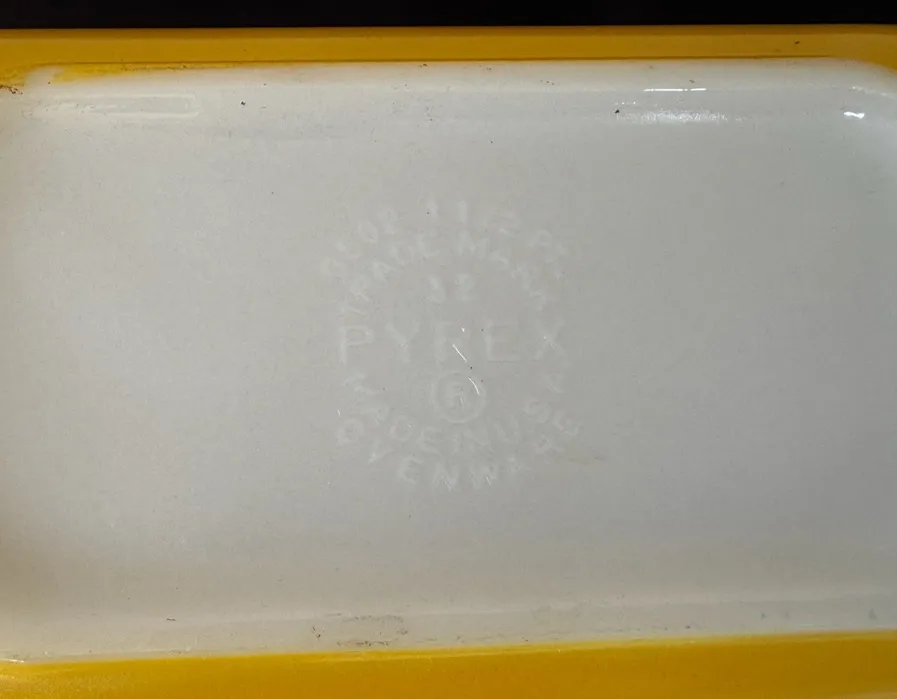 TRADE MARK
PYREX
®
MADE IN U.S.A.
OVENWARE